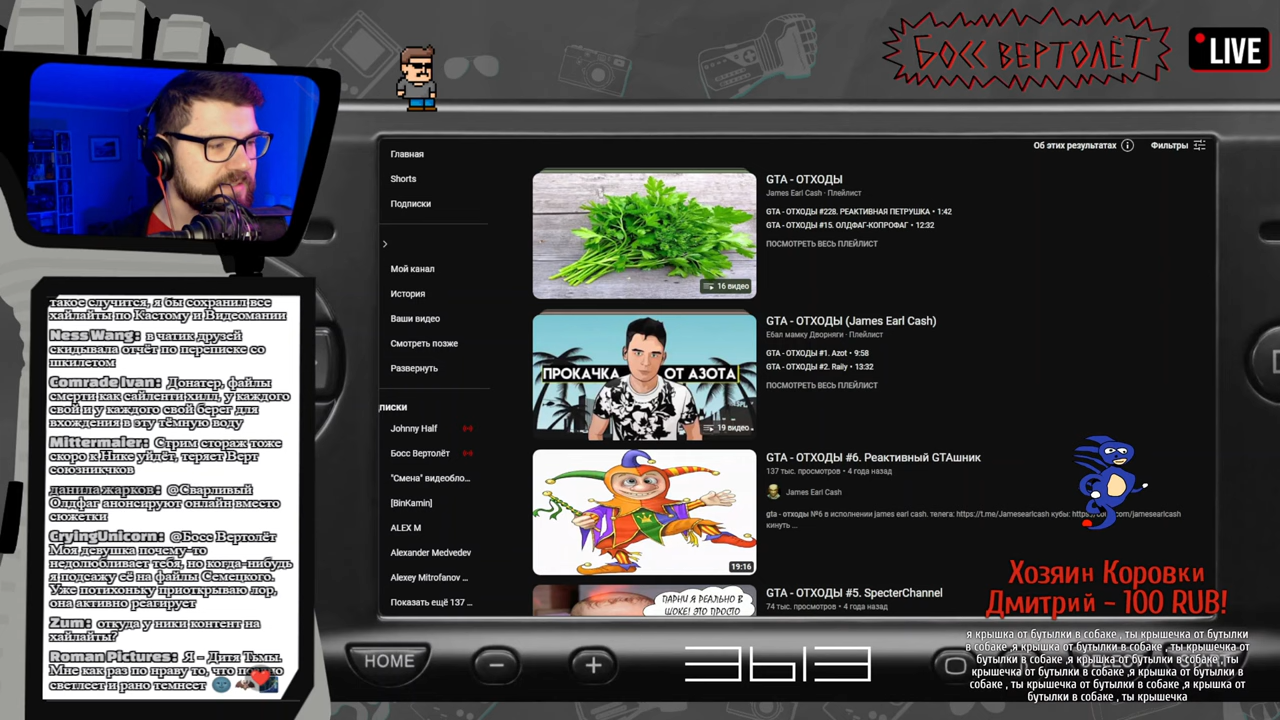 БОСС ВЕРТОЛЁТ
LIVE
такое случится, я бы сохранил все
хайлайты по Кастому и Видеомании
Ness Wang: в чатик друзей
скидывала отчёт по переписке со
шкилетом
Comrade Ivan: Донатер, файлы
смерти как сайленти хилл, у каждого
свой и у каждого свой берег для
вхождения в эту тёмную воду
Mittermaier: Стрим стораж тоже
скоро к Нике уйдёт, теряет Верт
союзничков
данила жарков: @Сварливый
Олдфаг анонсируют онлайн вместо
сюжетки
CryingUnicorn: @Босс Вертолёт
Моя девушка почему-то
недолюбливает тебя, но когда-нибудь
я подсажу её на файлы Семецкого.
Уже потихоньку приоткрываю лор,
она активно реагирует
Zum: откуда у ники контент на
хайлайты?
Roman Pictures: Я - Дитя Тьмы.
Мне как раз по нраву то, что
светлеет и рано темнеет
Главная
Shorts
Подписки
Мой канал
История
Ваши видео
Смотреть позже
Развернуть
писки
Johnny Half
Босс Вертолёт
"Смена" видеобло...
[BinKamin]
ALEX M
Alexander Medvedev
Alexey Mitrofanov ...
Показать ещё 137 ...
Об этих результатах
Фильтры
GTA - ОТХОДЫ
James Earl Cash · Плейлист
GTA - ОТХОДЫ #228. РЕАКТИВНАЯ ПЕТРУШКА • 1:42
GTA - ОТХОДЫ #15. ОЛДФАГ-КОПРОФАГ • 12:32
ПОСМОТРЕТЬ ВЕСЬ ПЛЕЙЛИСТ
16 видео
GTA - ОТХОДЫ (James Earl Cash)
Ебал мамку Дворняги · Плейлист
GTA - ОТХОДЫ #1. Azot • 9:58
GTA - ОТХОДЫ #2. Raily • 13:32
ПОСМОТРЕТЬ ВЕСЬ ПЛЕЙЛИСТ
ПРОКАЧКА ОТ АЗОТА
19 видео
GTA - ОТХОДЫ #6. Реактивный GTAшник
137 тыс. просмотров • 4 года назад
James Earl Cash
gta - отходы №6 в исполнении james earl cash. телега: https://t.me/Jamesearlcash кубы: com/jamesearlcash
кинуть ...
19:16
GTA - ОТХОДЫ #5. SpecterChannel
74 тыс. просмотров • 4 года назад
ПАРНИ Я РЕАЛЬНО В
ШОКЕ! ЭТО ПРОСТО
Хозяин Коровки
Дмитрий - 100 RUB!
я крышка от бутылки в собаке , ты крышечка от бутылки
в собаке ,я крышка от бутылки в собаке , ты крышечка от
бутылки в собаке ,я крышка от бутылки в собаке , ты
крышечка от бутылки в собаке ,я крышка от бутылки в
собаке , ты крышечка от бутылки в собаке ,я крышка от
бутылки в собаке , ты крышечка
HOME